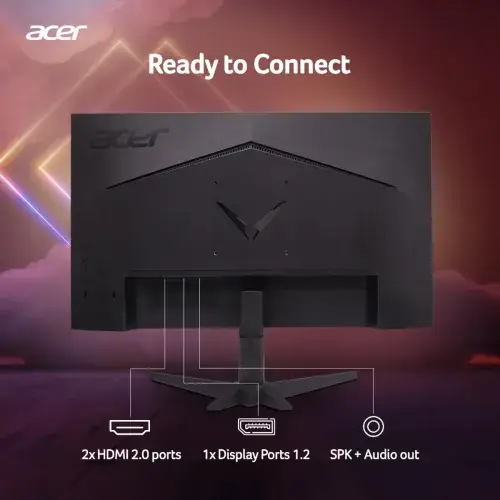 acer
Ready to Connect
acer
2x HDMI 2.0 ports
1x Display Ports 1.2
SPK + Audio out